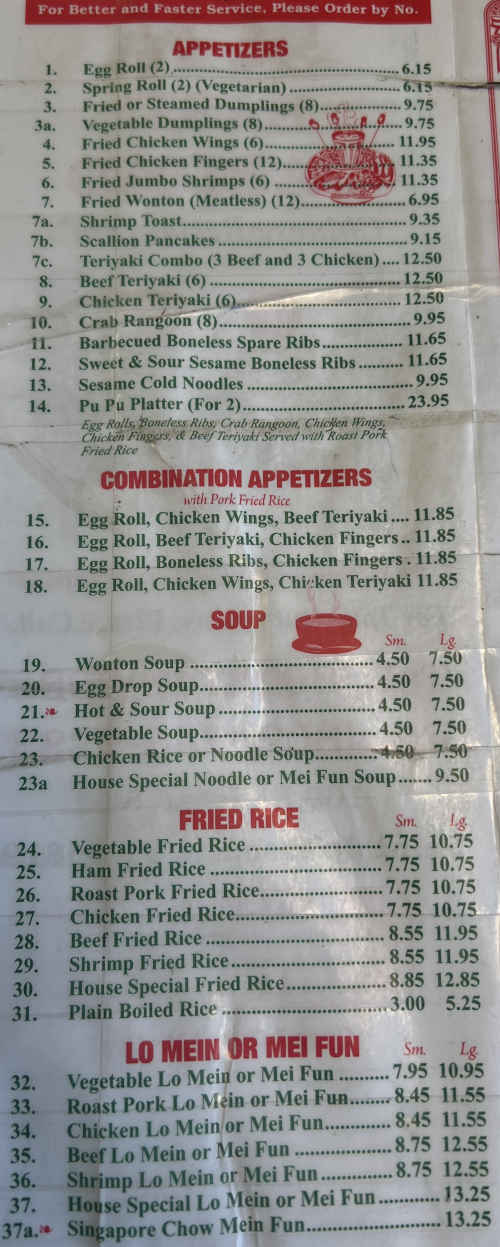 For Better and Faster Service, Please Order by No.
APPETIZERS
1. Egg Roll (2) 6.15
2. Spring Roll (2) (Vegetarian) 6.15
3. Fried or Steamed Dumplings (8) 9.75
3a. Vegetable Dumplings (8) 9.75
4. Fried Chicken Wings (6) 11.95
5. Fried Chicken Fingers (12) 11.35
6. Fried Jumbo Shrimps (6) 11.35
7. Fried Wonton (Meatless) (12) 6.95
7a. Shrimp Toast 9.35
7b. Scallion Pancakes 9.15
7c. Teriyaki Combo (3 Beef and 3 Chicken) 12.50
8. Beef Teriyaki (6) 12.50
9. Chicken Teriyaki (6) 12.50
10. Crab Rangoon (8) 9.95
11. Barbecued Boneless Spare Ribs 11.65
12. Sweet & Sour Sesame Boneless Ribs 11.65
13. Sesame Cold Noodles 9.95
14. Pu Pu Platter (For 2) 23.95
Egg Rolls, Boneless Ribs, Crab Rangoon, Chicken Wings,
Chicken Fingers, & Beef Teriyaki Served with Roast Pork
Fried Rice
COMBINATION APPETIZERS
with Pork Fried Rice
15. Egg Roll, Chicken Wings, Beef Teriyaki 11.85
16. Egg Roll, Beef Teriyaki, Chicken Fingers 11.85
17. Egg Roll, Boneless Ribs, Chicken Fingers 11.85
18. Egg Roll, Chicken Wings, Chicken Teriyaki 11.85
SOUP
Sm. Lg.
19. Wonton Soup 4.50 7.50
20. Egg Drop Soup 4.50 7.50
21. Hot & Sour Soup 4.50 7.50
22. Vegetable Soup 4.50 7.50
23. Chicken Rice or Noodle Soup 4.50 7.50
23a House Special Noodle or Mei Fun Soup 9.50
FRIED RICE Sm. Lg.
24. Vegetable Fried Rice 7.75 10.75
25. Ham Fried Rice 7.75 10.75
26. Roast Pork Fried Rice 7.75 10.75
27. Chicken Fried Rice 7.75 10.75
28. Beef Fried Rice 8.55 11.95
29. Shrimp Fried Rice 8.55 11.95
30. House Special Fried Rice 8.85 12.85
31. Plain Boiled Rice 3.00 5.25
LO MEIN OR MEI FUN Sm. Lg.
32. Vegetable Lo Mein or Mei Fun 7.95 10.95
33. Roast Pork Lo Mein or Mei Fun 8.45 11.55
34. Chicken Lo Mein or Mei Fun 8.45 11.55
35. Beef Lo Mein or Mei Fun 8.75 12.55
36. Shrimp Lo Mein or Mei Fun 8.75 12.55
37. House Special Lo Mein or Mei Fun 13.25
37a. Singapore Chow Mein Fun 13.25